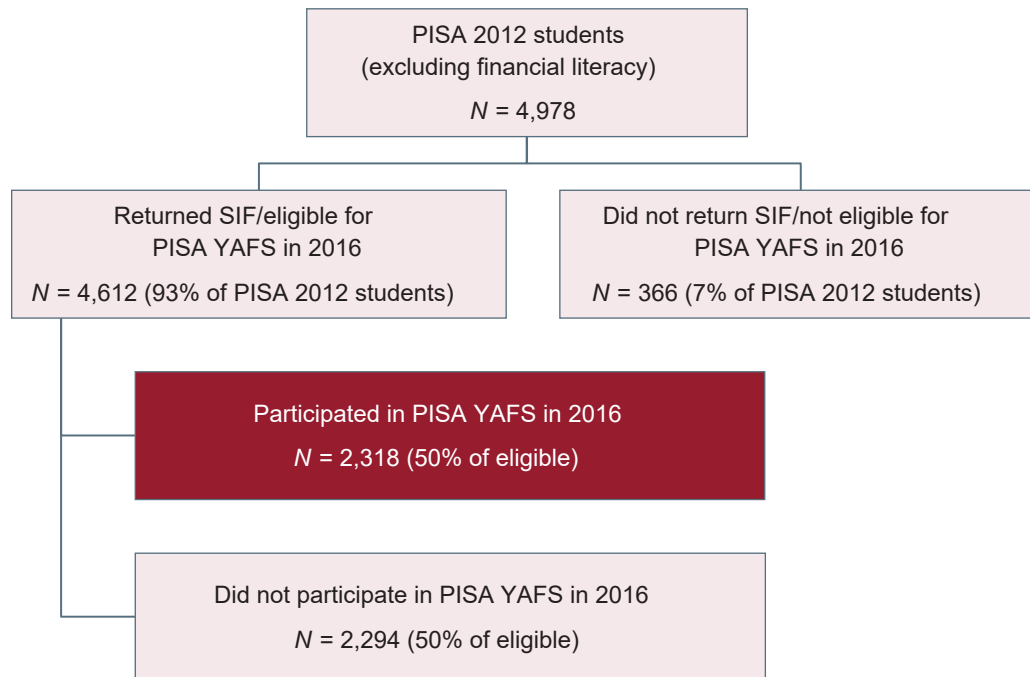 PISA 2012 students
(excluding financial literacy)
N = 4,978
Returned SIF/eligible for
PISA YAFS in 2016
N = 4,612 (93% of PISA 2012 students)
Did not return SIF/not eligible for
PISA YAFS in 2016
N = 366 (7% of PISA 2012 students)
Participated in PISA YAFS in 2016
N = 2,318 (50% of eligible)
Did not participate in PISA YAFS in 2016
N = 2,294 (50% of eligible)